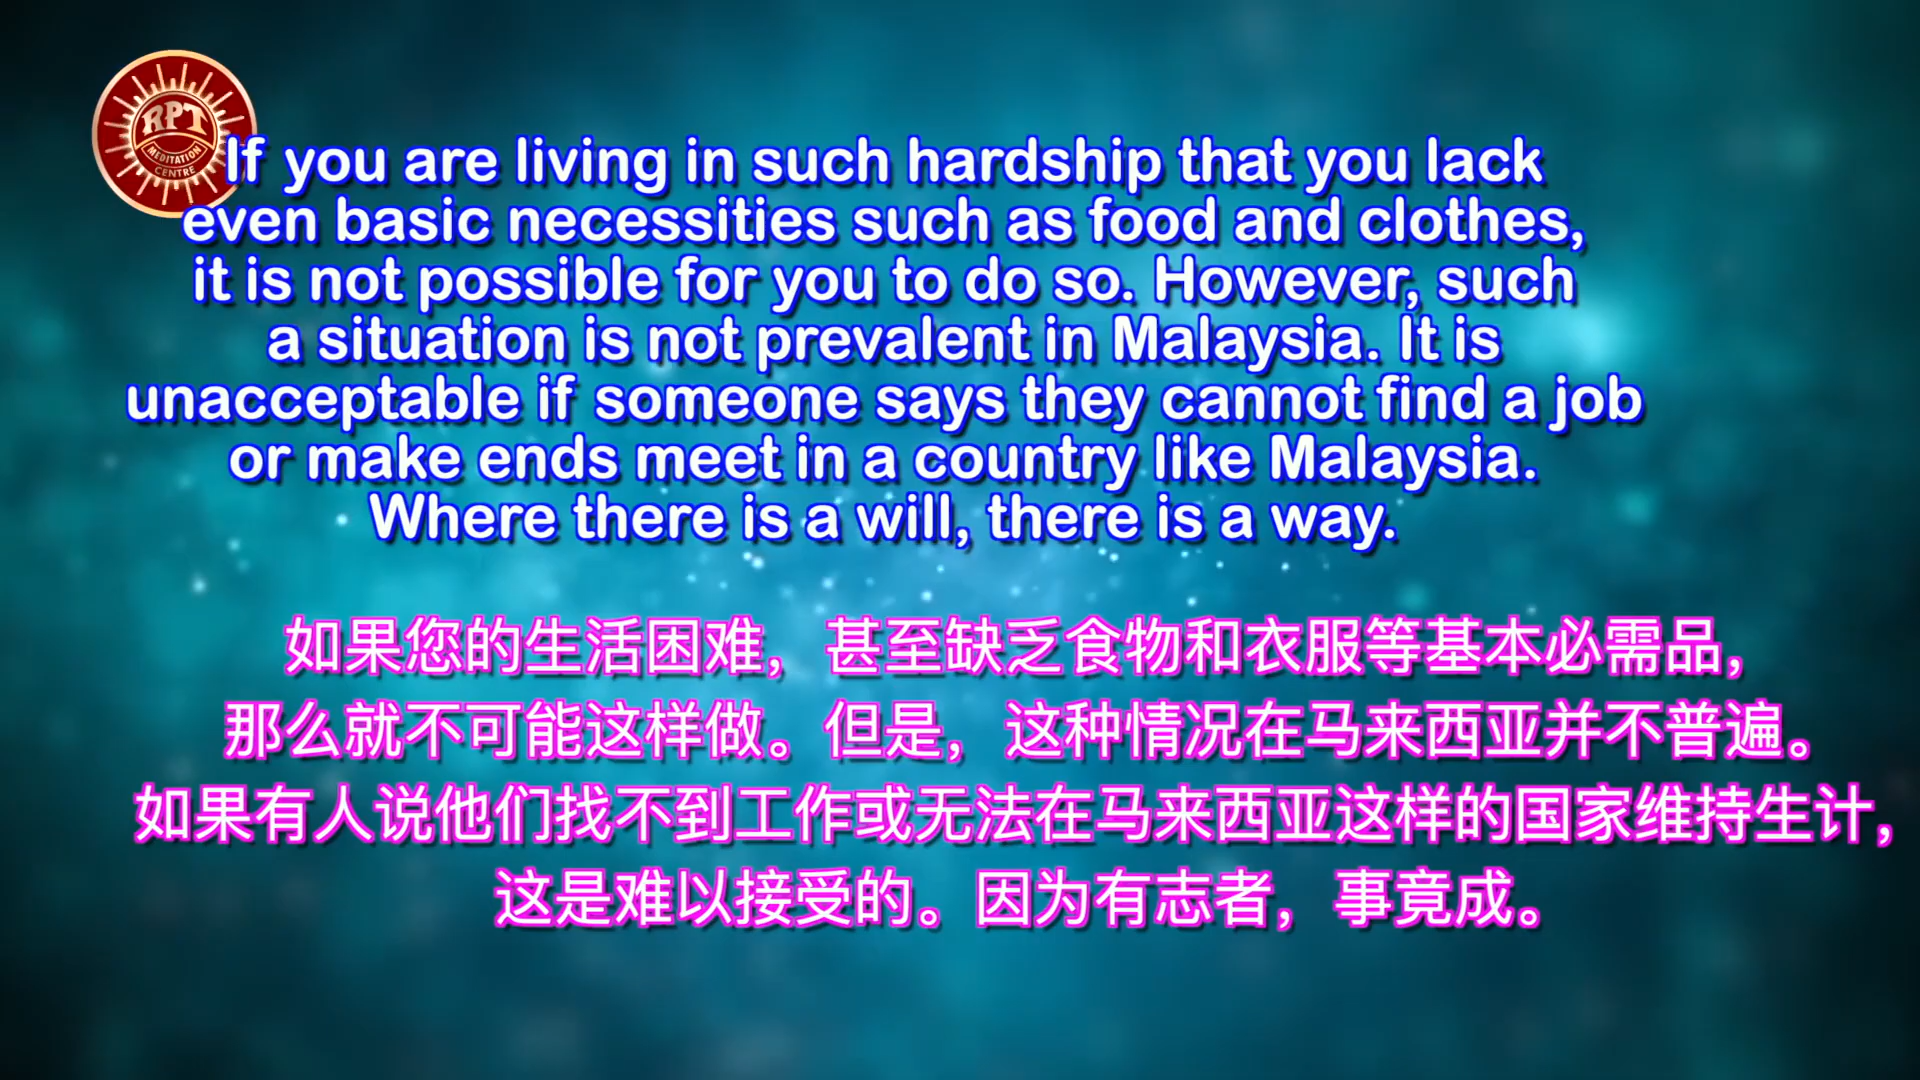 RPT
MEDITATION
CENTRE
If you are living in such hardship that you lack
even basic necessities such as food and clothes,
it is not possible for you to do so. However, such
a situation is not prevalent in Malaysia. It is
unacceptable if someone says they cannot find a job
or make ends meet in a country like Malaysia.
Where there is a will, there is a way.
如果您的生活困难，甚至缺乏食物和衣服等基本必需品，
那么就不可能这样做。但是，这种情况在马来西亚并不普遍。
如果有人说他们找不到工作或无法在马来西亚这样的国家维持生计，
这是难以接受的。因为有志者，事竟成。